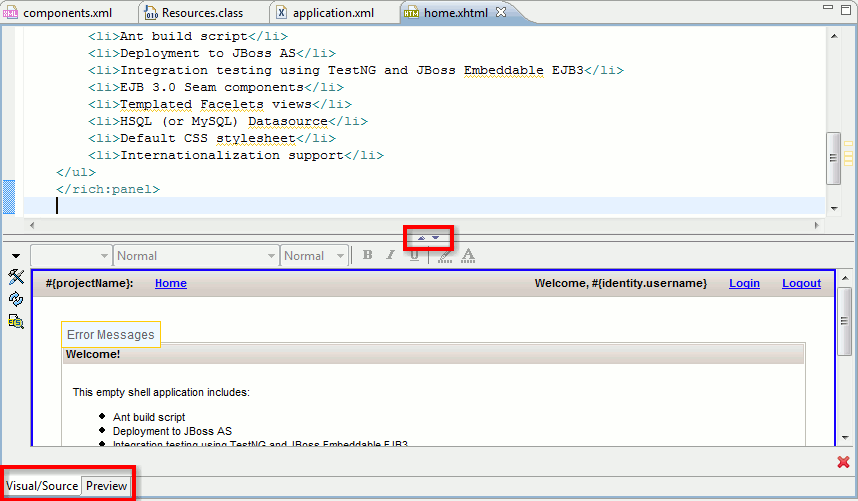 components.xml Resources.class application.xml home.xhtml
<li>Ant build script</li>
<li>Deployment to JBoss AS</li>
<li>Integration testing using TestNG and JBoss Embeddable EJB3</li>
<li>EJB 3.0 Seam components</li>
<li>Templated Facelets views</li>
<li>HSQL (or MySQL) Datasource</li>
<li>Default CSS stylesheet</li>
<li>Internationalization support</li>
</ul>
</rich:panel>
Normal Normal B I U A
#{projectName}: Home Welcome, #{identity.username} Login Logout
Error Messages
Welcome!
This empty shell application includes:
Ant build script
Deployment to JBoss AS
Integration testing using TestNG and JBoss Embeddable EJB3
Visual/Source Preview